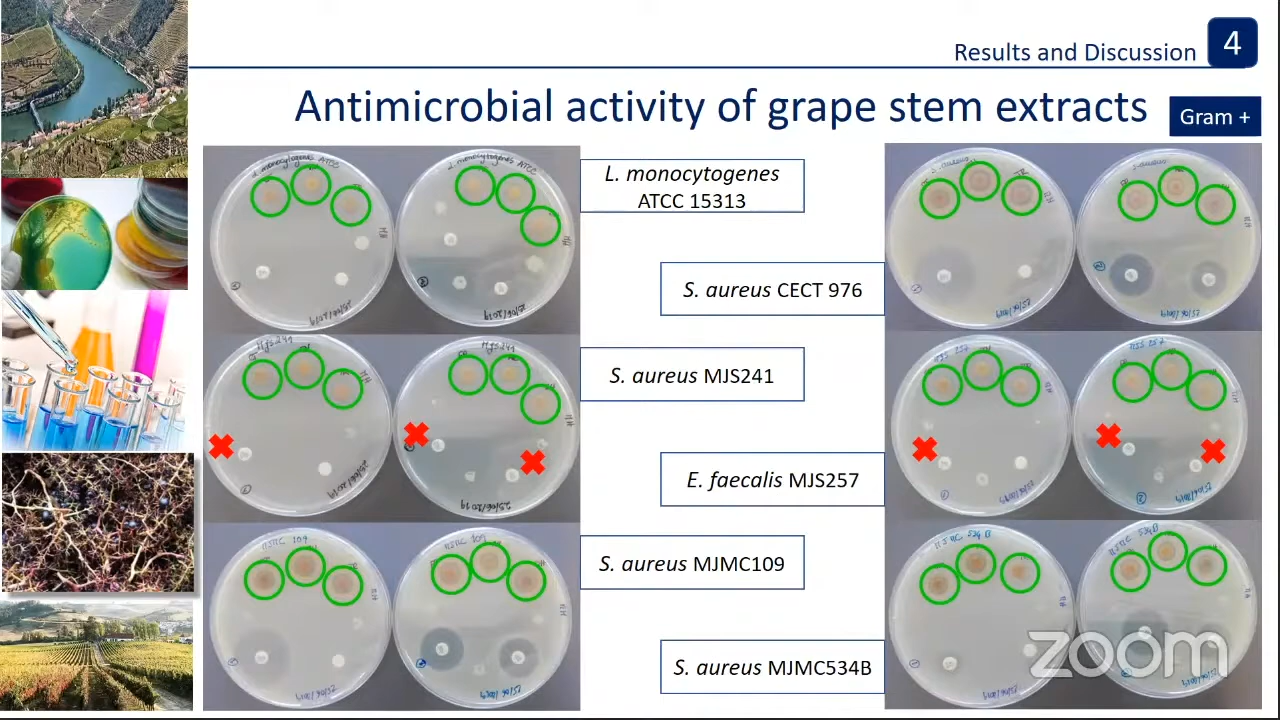 Results and Discussion
4
Antimicrobial activity of grape stem extracts
Gram +
L. monocytogenes
ATCC 15313
S. aureus CECT 976
S. aureus MJS241
E. faecalis MJS257
S. aureus MJMC109
S. aureus MJMC534B
zoom